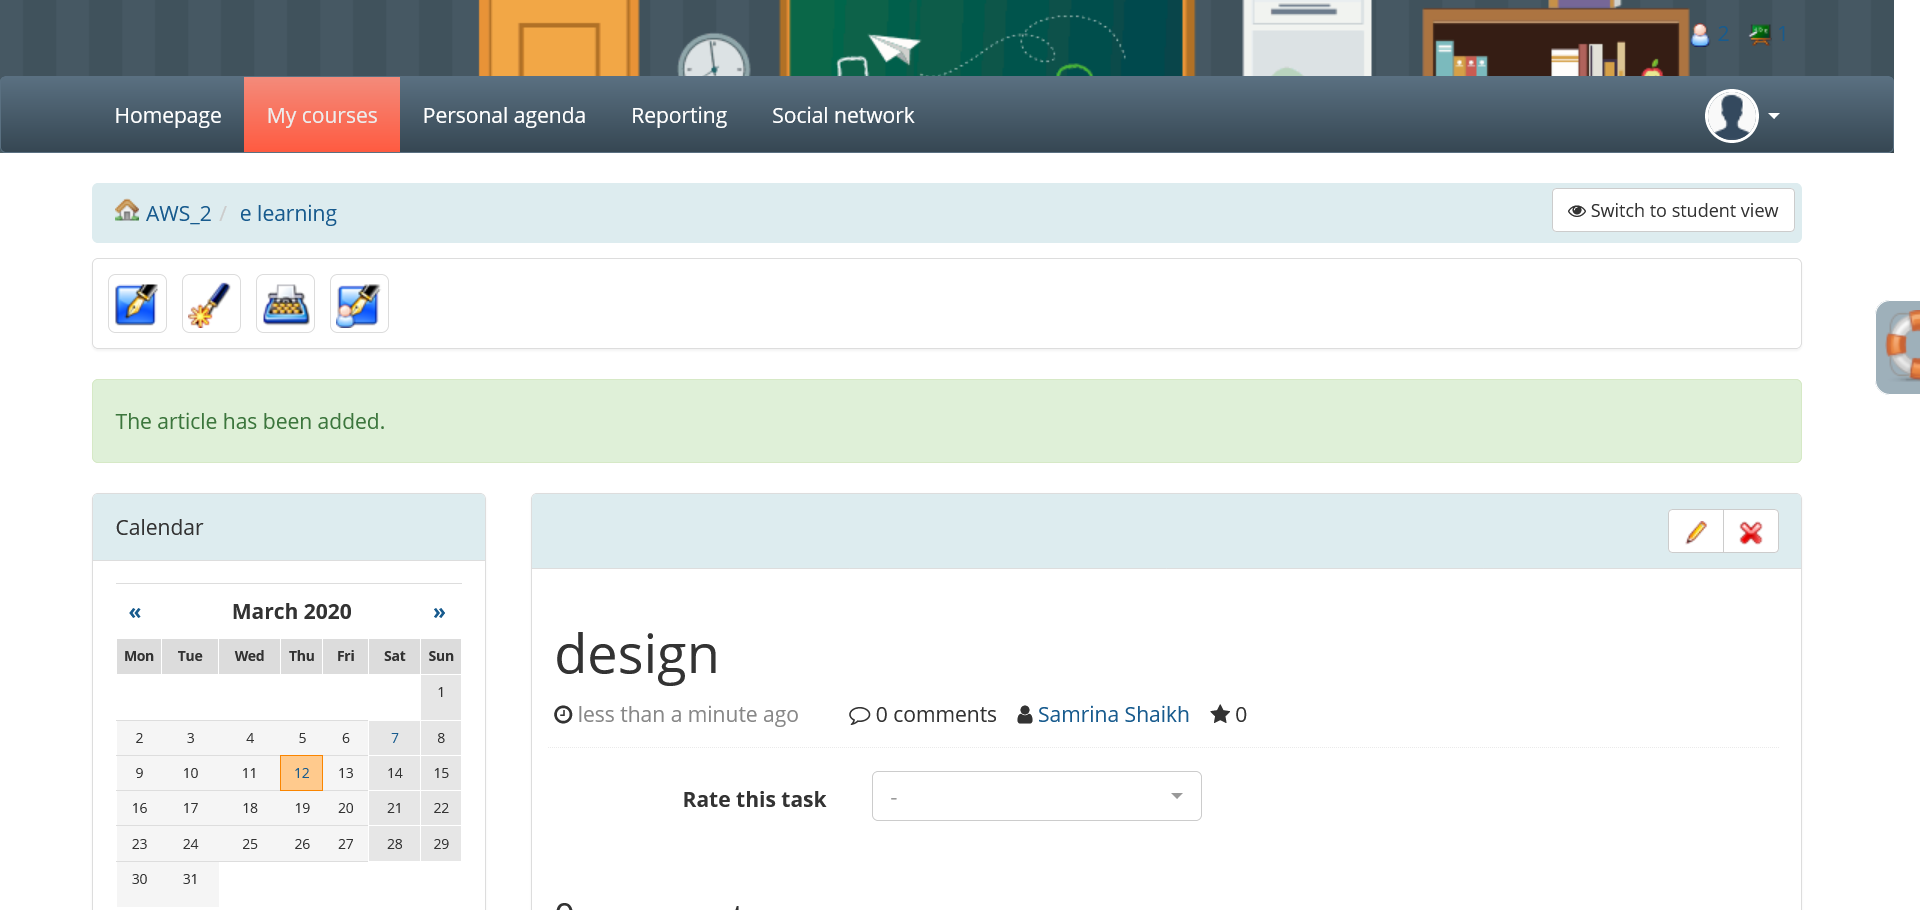 2 1
Homepage My courses Personal agenda Reporting Social network
AWS_2 / e learning
Switch to student view
The article has been added.
Calendar
« March 2020 »
Mon Tue Wed Thu Fri Sat Sun
1
2 3 4 5 6 7 8
9 10 11 12 13 14 15
16 17 18 19 20 21 22
23 24 25 26 27 28 29
30 31
design
less than a minute ago 0 comments Samrina Shaikh 0
Rate this task -